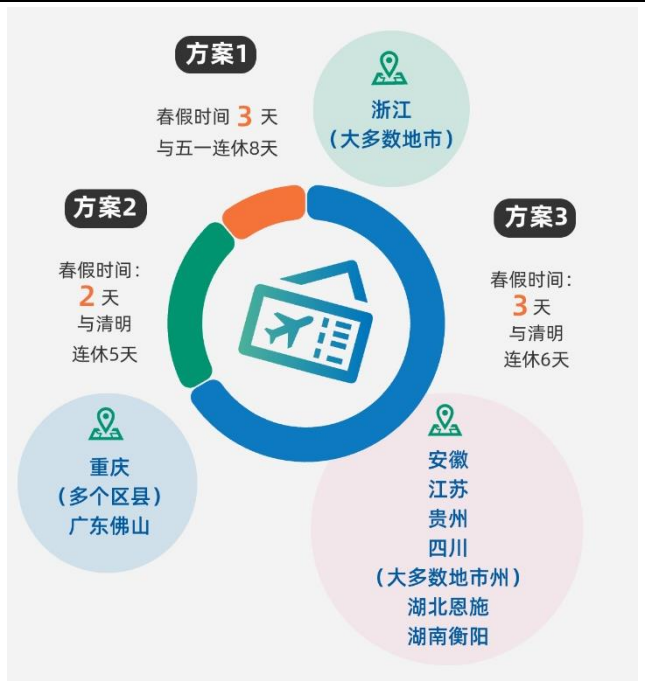 方案1
春假时间 3 天
与五一连休8天
浙江
（大多数地市）
方案2
春假时间：
2 天
与清明
连休5天
重庆
（多个区县）
广东佛山
方案3
春假时间：
3 天
与清明
连休6天
安徽
江苏
贵州
四川
（大多数地市州）
湖北恩施
湖南衡阳